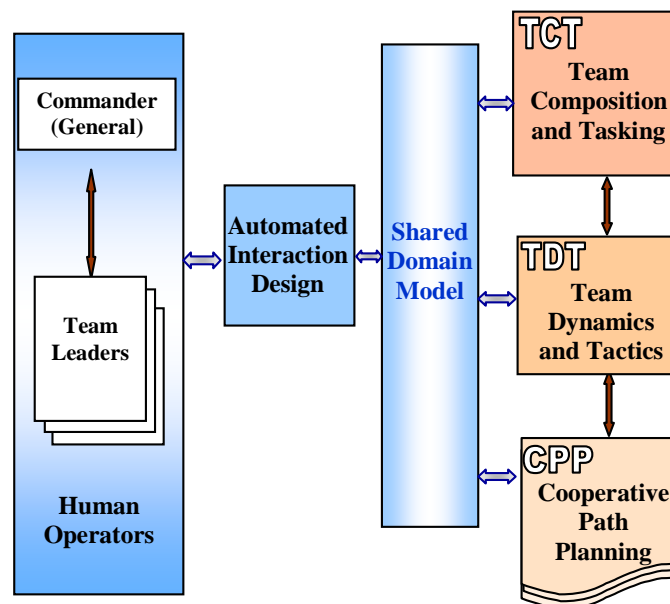 Commander
(General)
Team
Leaders
Human
Operators
Automated
Interaction
Design
Shared
Domain
Model
TCT
Team
Composition
and Tasking
TDT
Team
Dynamics
and Tactics
CPP
Cooperative
Path
Planning